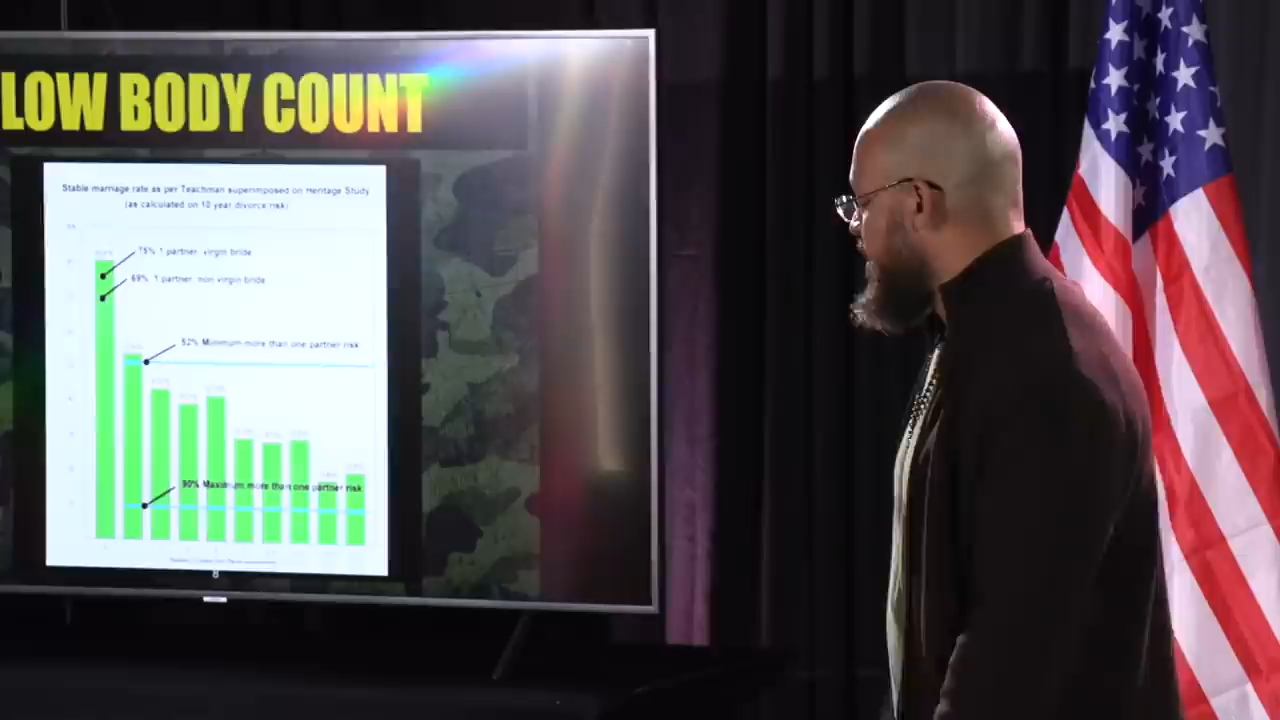 LOW BODY COUNT
Stable marriage rate as per Teachman superimposed on Heritage Study
(as calculated on 10 year divorce risk)
75% 1 partner virgin bride
69% 1 partner non virgin bride
52% Minimum more than one partner risk
30% Maximum more than one partner risk
8